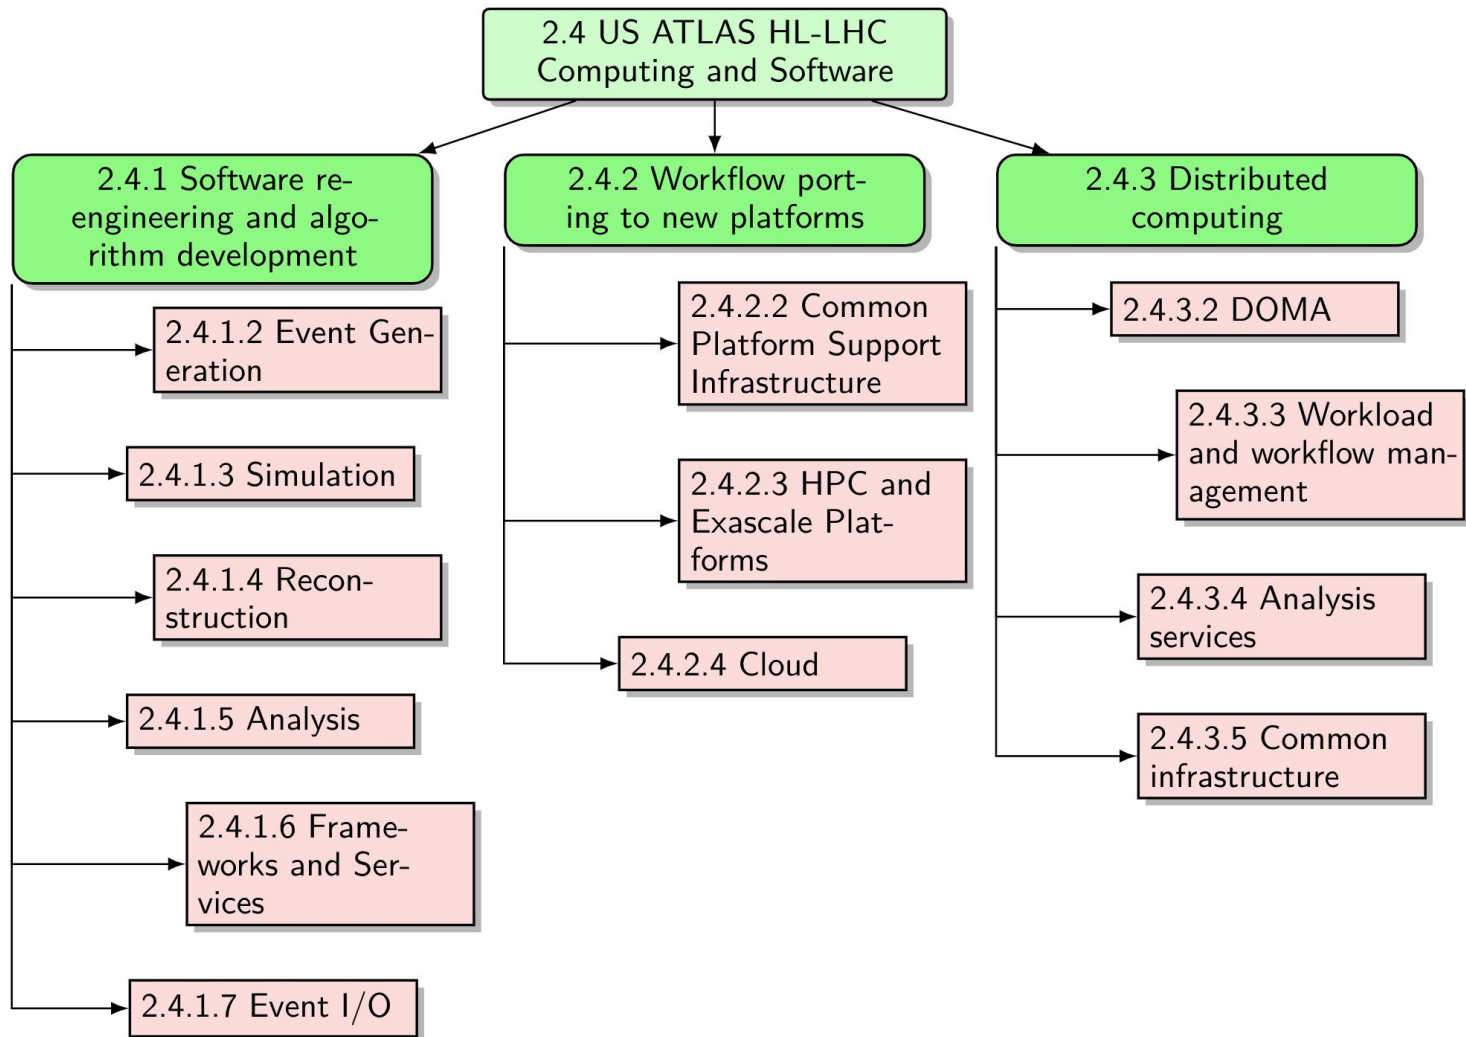 2.4 US ATLAS HL-LHC
Computing and Software
2.4.1 Software re-
engineering and algo-
rithm development
2.4.1.2 Event Gen-
eration
2.4.1.3 Simulation
2.4.1.4 Recon-
struction
2.4.1.5 Analysis
2.4.1.6 Frame-
works and Ser-
vices
2.4.1.7 Event I/O
2.4.2 Workflow port-
ing to new platforms
2.4.2.2 Common
Platform Support
Infrastructure
2.4.2.3 HPC and
Exascale Plat-
forms
2.4.2.4 Cloud
2.4.3 Distributed
computing
2.4.3.2 DOMA
2.4.3.3 Workload
and workflow man-
agement
2.4.3.4 Analysis
services
2.4.3.5 Common
infrastructure